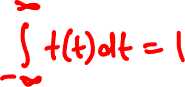 ∫_{-∞}^{∞} f(t)dt = 1